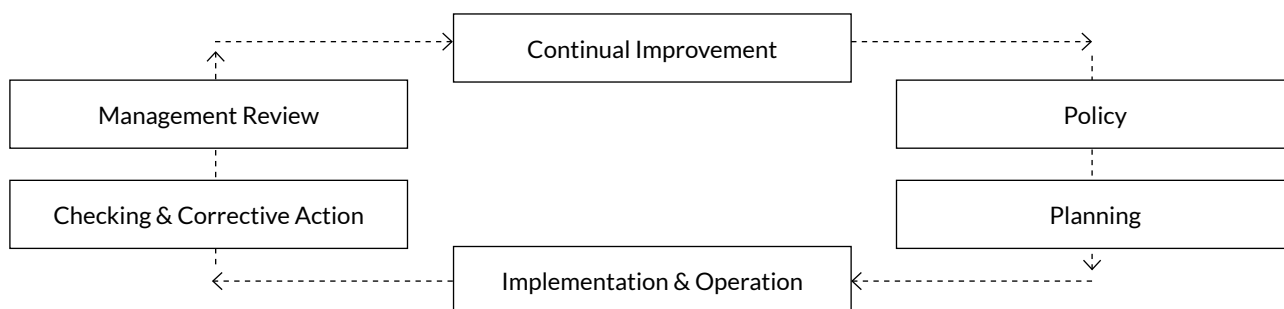 Continual Improvement
Management Review
Policy
Checking & Corrective Action
Planning
Implementation & Operation